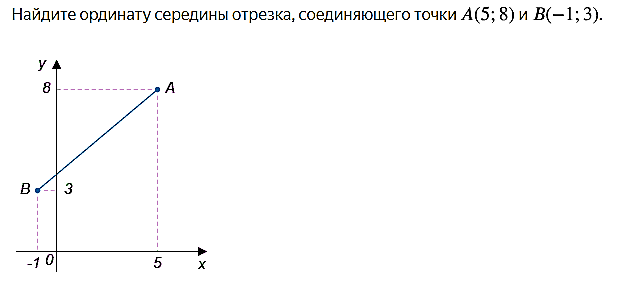 Найдите ординату середины отрезка, соединяющего точки A(5; 8) и B(−1; 3).
y
8
A
B
3
-1
0
5
x